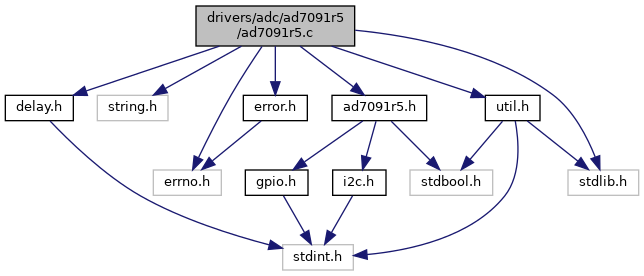 drivers/adc/ad7091r5
/ad7091r5.c
delay.h
string.h
error.h
ad7091r5.h
util.h
errno.h
gpio.h
i2c.h
stdbool.h
stdlib.h
stdint.h